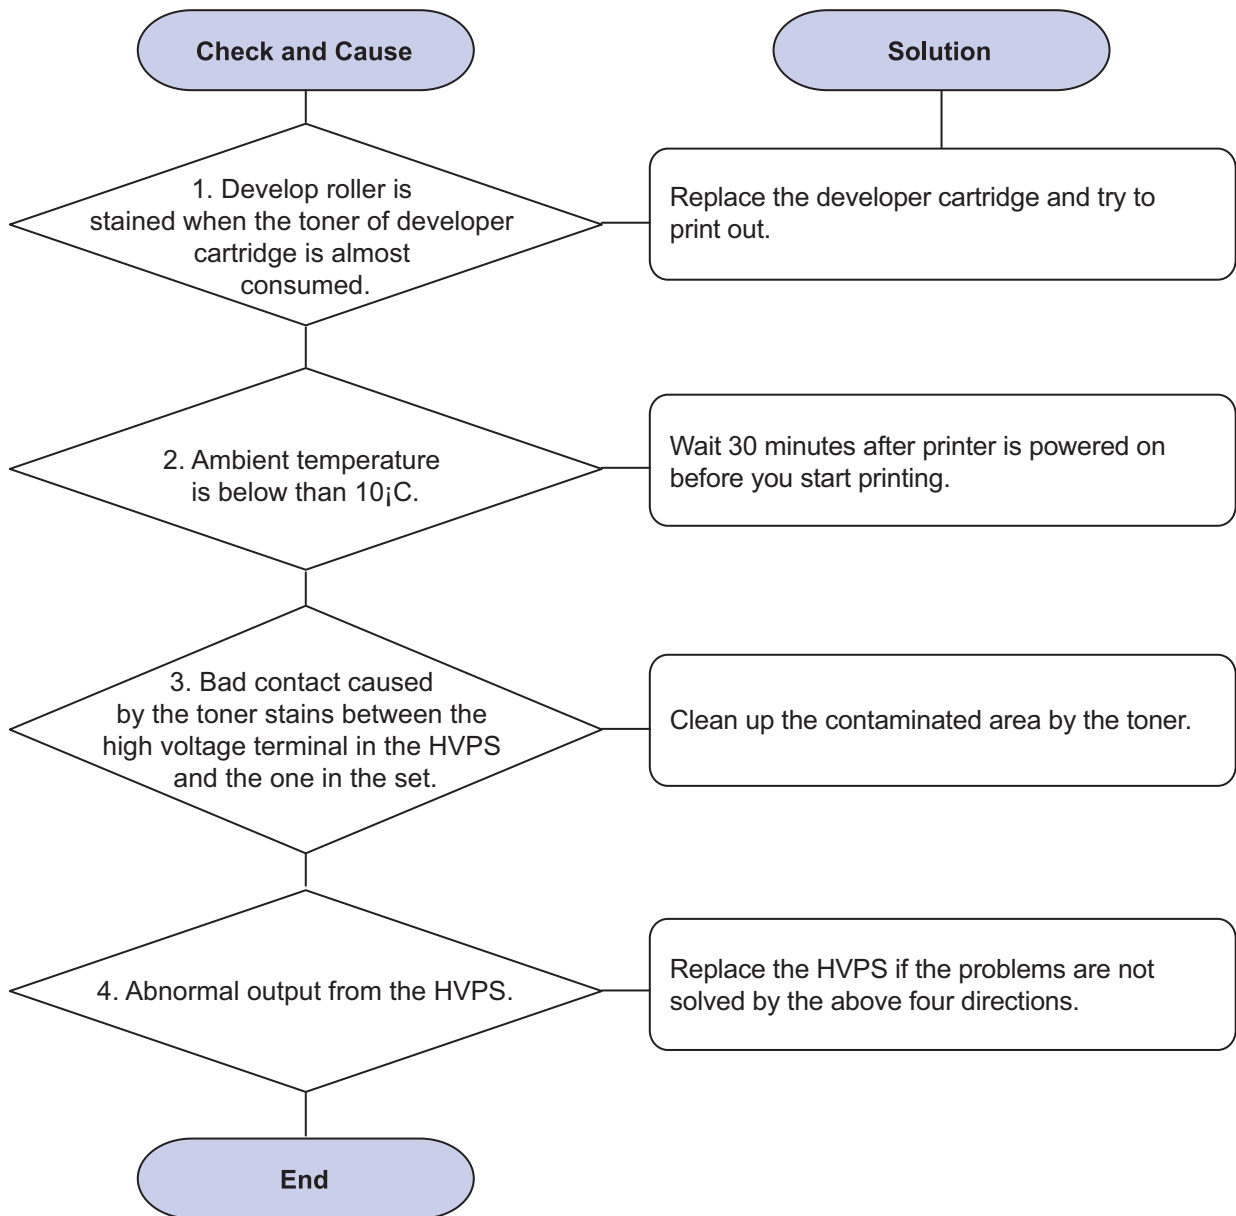 Check and Cause
Solution
1. Develop roller is
stained when the toner of developer
cartridge is almost
consumed.
Replace the developer cartridge and try to
print out.
2. Ambient temperature
is below than 10¡C.
Wait 30 minutes after printer is powered on
before you start printing.
3. Bad contact caused
by the toner stains between the
high voltage terminal in the HVPS
and the one in the set.
Clean up the contaminated area by the toner.
4. Abnormal output from the HVPS.
Replace the HVPS if the problems are not
solved by the above four directions.
End